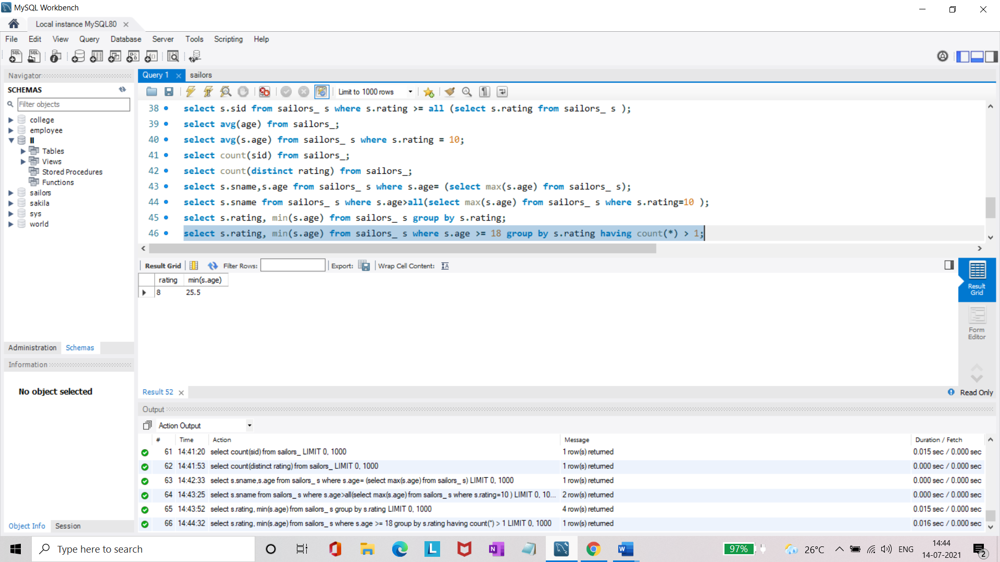 MySQL Workbench
Local instance MySQL80
File Edit View Query Database Server Tools Scripting Help
Navigator
SCHEMAS
Filter objects
college
employee
ll
Tables
Views
Stored Procedures
Functions
sailors
sakila
sys
world
Administration Schemas
Information
No object selected
Object Info Session
Query 1 sailors
Limit to 1000 rows
38 select s.sid from sailors_ s where s.rating >= all (select s.rating from sailors_ s );
39 select avg(age) from sailors_;
40 select avg(s.age) from sailors_ s where s.rating = 10;
41 select count(sid) from sailors_;
42 select count(distinct rating) from sailors_;
43 select s.sname,s.age from sailors_ s where s.age= (select max(s.age) from sailors_ s);
44 select s.sname from sailors_ s where s.age>all(select max(s.age) from sailors_ s where s.rating=10 );
45 select s.rating, min(s.age) from sailors_ s group by s.rating;
46 select s.rating, min(s.age) from sailors_ s where s.age >= 18 group by s.rating having count(*) > 1;
Result Grid Filter Rows: Export: Wrap Cell Content:
rating min(s.age)
8 25.5
Result Grid
Form Editor
Result 52
Read Only
Output
Action Output
# Time Action Message Duration / Fetch
61 14:41:20 select count(sid) from sailors_ LIMIT 0, 1000 1 row(s) returned 0.015 sec / 0.000 sec
62 14:41:53 select count(distinct rating) from sailors_ LIMIT 0, 1000 1 row(s) returned 0.000 sec / 0.000 sec
63 14:42:33 select s.sname,s.age from sailors_ s where s.age= (select max(s.age) from sailors_ s) LIMIT 0, 1000 1 row(s) returned 0.000 sec / 0.000 sec
64 14:43:25 select s.sname from sailors_ s where s.age>all(select max(s.age) from sailors_ s where s.rating=10 ) LIMIT 0, 10... 2 row(s) returned 0.000 sec / 0.000 sec
65 14:43:52 select s.rating, min(s.age) from sailors_ s group by s.rating LIMIT 0, 1000 4 row(s) returned 0.015 sec / 0.000 sec
66 14:44:32 select s.rating, min(s.age) from sailors_ s where s.age >= 18 group by s.rating having count(*) > 1 LIMIT 0, 1000 1 row(s) returned 0.016 sec / 0.000 sec
Type here to search
97%
26°C
ENG
14:44
14-07-2021
2